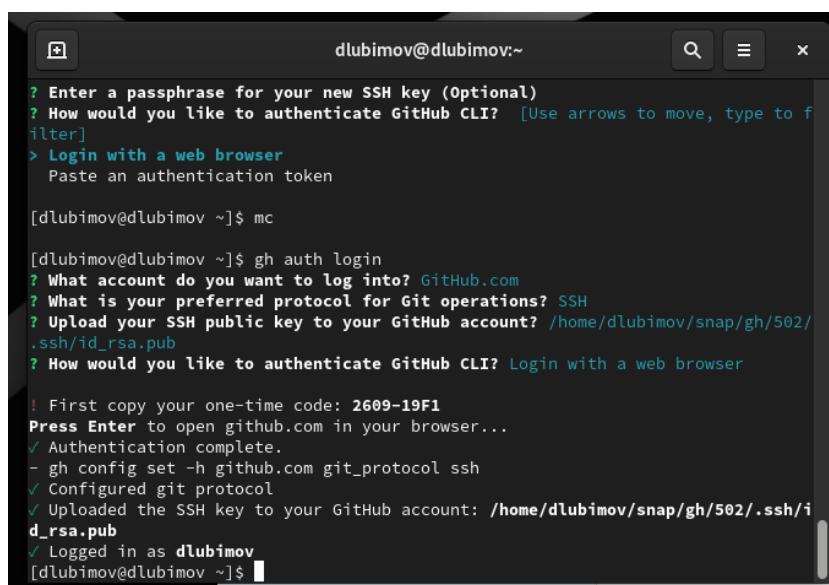 dlubimov@dlubimov:~
? Enter a passphrase for your new SSH key (Optional)
? How would you like to authenticate GitHub CLI?  [Use arrows to move, type to f
ilter]
> Login with a web browser
  Paste an authentication token
[dlubimov@dlubimov ~]$ mc
[dlubimov@dlubimov ~]$ gh auth login
? What account do you want to log into? GitHub.com
? What is your preferred protocol for Git operations? SSH
? Upload your SSH public key to your GitHub account? /home/dlubimov/snap/gh/502/
.ssh/id_rsa.pub
? How would you like to authenticate GitHub CLI? Login with a web browser
! First copy your one-time code: 2609-19F1
Press Enter to open github.com in your browser...
✓ Authentication complete.
- gh config set -h github.com git_protocol ssh
✓ Configured git protocol
✓ Uploaded the SSH key to your GitHub account: /home/dlubimov/snap/gh/502/.ssh/i
d_rsa.pub
✓ Logged in as dlubimov
[dlubimov@dlubimov ~]$